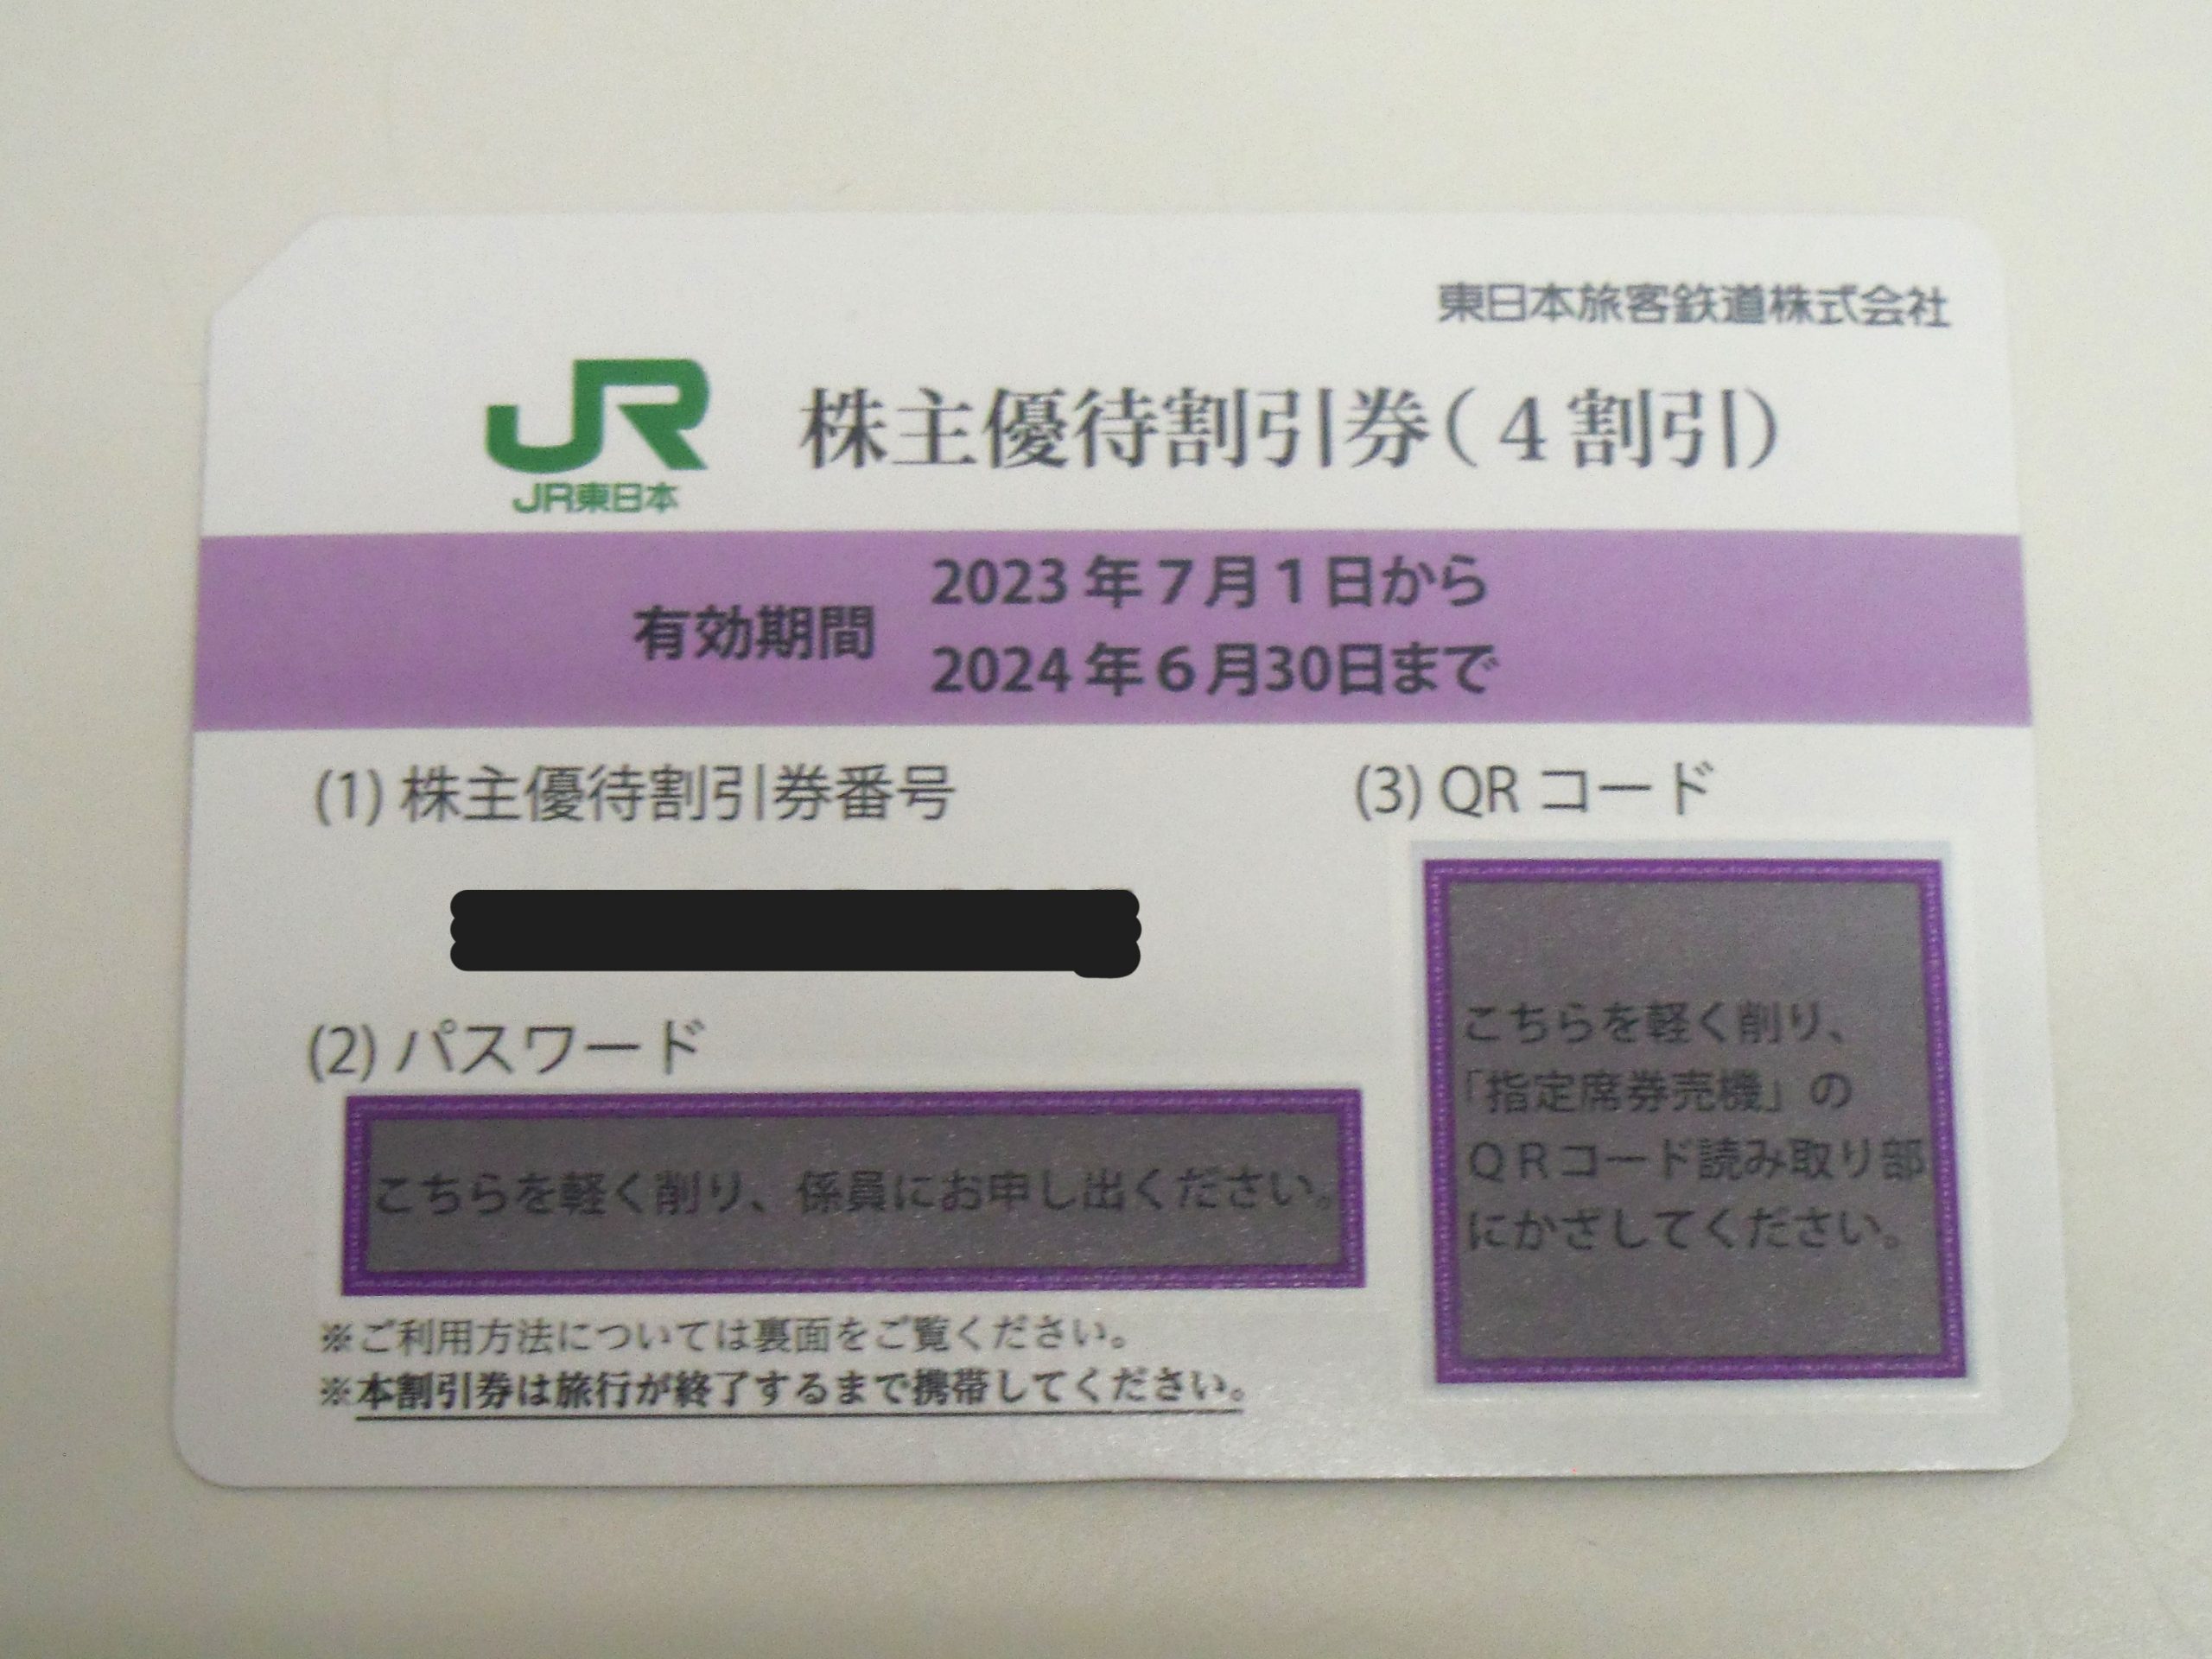 東日本旅客鉄道株式会社
JR
JR東日本
株主優待割引券(4割引)
有効期間
2023年7月1日から
2024年6月30日まで
(1) 株主優待割引券番号
(2) パスワード
こちらを軽く削り、係員にお申し出ください。
(3) QRコード
こちらを軽く削り、
「指定席券売機」の
QRコード読み取り部
にかざしてください。
※ご利用方法については裏面をご覧ください。
※本割引券は旅行が終了するまで携帯してください。